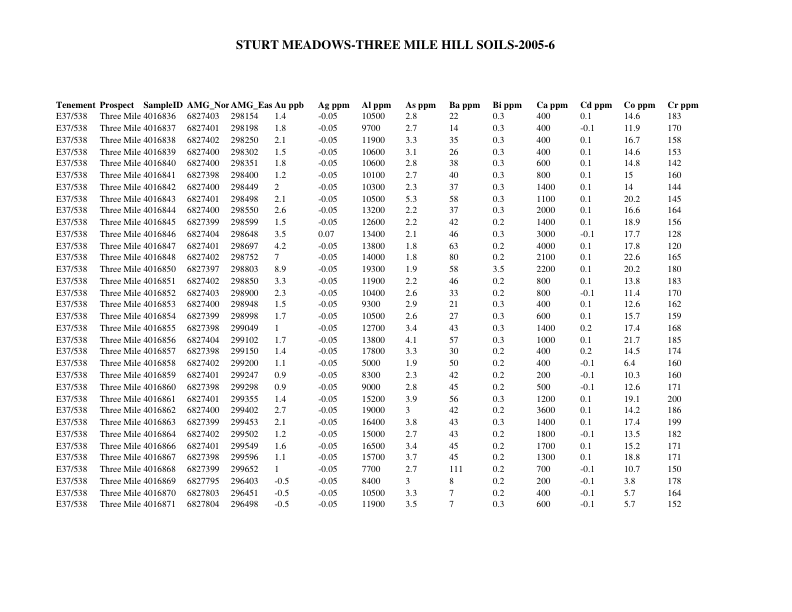 STURT MEADOWS-THREE MILE HILL SOILS-2005-6
Tenement Prospect SampleID AMG_Nor AMG_Eas Au ppb Ag ppm Al ppm As ppm Ba ppm Bi ppm Ca ppm Cd ppm Co ppm Cr ppm
E37/538 Three Mile 4016836 6827403 298154 1.4 -0.05 10500 2.8 22 0.3 400 0.1 14.6 183
E37/538 Three Mile 4016837 6827401 298198 1.8 -0.05 9700 2.7 14 0.3 400 -0.1 11.9 170
E37/538 Three Mile 4016838 6827402 298250 2.1 -0.05 11900 3.3 35 0.3 400 0.1 16.7 158
E37/538 Three Mile 4016839 6827400 298302 1.5 -0.05 10600 3.1 26 0.3 400 0.1 14.6 153
E37/538 Three Mile 4016840 6827400 298351 1.8 -0.05 10600 2.8 38 0.3 600 0.1 14.8 142
E37/538 Three Mile 4016841 6827398 298400 1.2 -0.05 10100 2.7 40 0.3 800 0.1 15 160
E37/538 Three Mile 4016842 6827400 298449 2 -0.05 10300 2.3 37 0.3 1400 0.1 14 144
E37/538 Three Mile 4016843 6827401 298498 2.1 -0.05 10500 5.3 58 0.3 1100 0.1 20.2 145
E37/538 Three Mile 4016844 6827400 298550 2.6 -0.05 13200 2.2 37 0.3 2000 0.1 16.6 164
E37/538 Three Mile 4016845 6827399 298599 1.5 -0.05 12600 2.2 42 0.2 1400 0.1 18.9 156
E37/538 Three Mile 4016846 6827404 298648 3.5 0.07 13400 2.1 46 0.3 3000 -0.1 17.7 128
E37/538 Three Mile 4016847 6827401 298697 4.2 -0.05 13800 1.8 63 0.2 4000 0.1 17.8 120
E37/538 Three Mile 4016848 6827402 298752 7 -0.05 14000 1.8 80 0.2 2100 0.1 22.6 165
E37/538 Three Mile 4016850 6827397 298803 8.9 -0.05 19300 1.9 58 3.5 2200 0.1 20.2 180
E37/538 Three Mile 4016851 6827402 298850 3.3 -0.05 11900 2.2 46 0.2 800 0.1 13.8 183
E37/538 Three Mile 4016852 6827403 298900 2.3 -0.05 10400 2.6 33 0.2 800 -0.1 11.4 170
E37/538 Three Mile 4016853 6827400 298948 1.5 -0.05 9300 2.9 21 0.3 400 0.1 12.6 162
E37/538 Three Mile 4016854 6827399 298998 1.7 -0.05 10500 2.6 27 0.3 600 0.1 15.7 159
E37/538 Three Mile 4016855 6827398 299049 1 -0.05 12700 3.4 43 0.3 1400 0.2 17.4 168
E37/538 Three Mile 4016856 6827404 299102 1.7 -0.05 13800 4.1 57 0.3 1000 0.1 21.7 185
E37/538 Three Mile 4016857 6827398 299150 1.4 -0.05 17800 3.3 30 0.2 400 0.2 14.5 174
E37/538 Three Mile 4016858 6827402 299200 1.1 -0.05 5000 1.9 50 0.2 400 -0.1 6.4 160
E37/538 Three Mile 4016859 6827401 299247 0.9 -0.05 8300 2.3 42 0.2 200 -0.1 10.3 160
E37/538 Three Mile 4016860 6827398 299298 0.9 -0.05 9000 2.8 45 0.2 500 -0.1 12.6 171
E37/538 Three Mile 4016861 6827401 299355 1.4 -0.05 15200 3.9 56 0.3 1200 0.1 19.1 200
E37/538 Three Mile 4016862 6827400 299402 2.7 -0.05 19000 3 42 0.2 3600 0.1 14.2 186
E37/538 Three Mile 4016863 6827399 299453 2.1 -0.05 16400 3.8 43 0.3 1400 0.1 17.4 199
E37/538 Three Mile 4016864 6827402 299502 1.2 -0.05 15000 2.7 43 0.2 1800 -0.1 13.5 182
E37/538 Three Mile 4016866 6827401 299549 1.6 -0.05 16500 3.4 45 0.2 1700 0.1 15.2 171
E37/538 Three Mile 4016867 6827398 299596 1.1 -0.05 15700 3.7 45 0.2 1300 0.1 18.8 171
E37/538 Three Mile 4016868 6827399 299652 1 -0.05 7700 2.7 111 0.2 700 -0.1 10.7 150
E37/538 Three Mile 4016869 6827795 296403 -0.5 -0.05 8400 3 8 0.2 200 -0.1 3.8 178
E37/538 Three Mile 4016870 6827803 296451 -0.5 -0.05 10500 3.3 7 0.2 400 -0.1 5.7 164
E37/538 Three Mile 4016871 6827804 296498 -0.5 -0.05 11900 3.5 7 0.3 600 -0.1 5.7 152